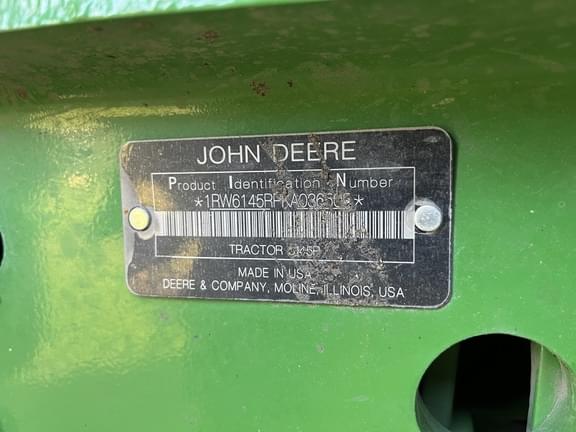 JOHN DEERE
Product Identification Number
TRACTOR
MADE IN USA
DEERE & COMPANY, MOLINE, ILLINOIS, USA